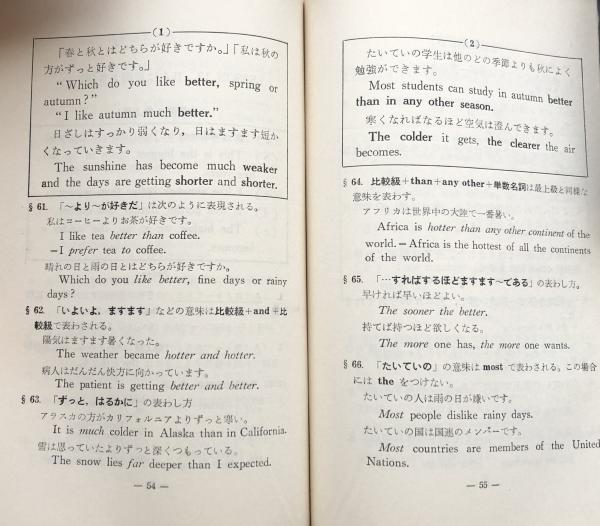 (1)
「春と秋とはどちらが好きですか。」「私は秋の
方がずっと好きです。」
"Which do you like better, spring or
autumn?"
"I like autumn much better."
日ざしはすっかり弱くなり，日はますます短か
くなっていきます。
The sunshine has become much weaker
and the days are getting shorter and shorter.
§ 61. 「～より～が好きだ」は次のように表現される。
私はコーヒーよりお茶が好きです。
I like tea better than coffee.
—I prefer tea to coffee.
晴れの日と雨の日とはどちらが好きですか。
Which do you like better, fine days or rainy
days?
§ 62. 「いよいよ，ますます」などの意味は比較級+and+比
較級で表わされる。
陽気はますます暑くなった。
The weather became hotter and hotter.
病人はだんだん快方に向かっています。
The patient is getting better and better.
§ 63. 「ずっと，はるかに」の表わし方
アラスカの方がカリフォルニアよりずっと寒い。
It is much colder in Alaska than in California.
雪は思っていたよりずっと深くつもっている。
The snow lies far deeper than I expected.
— 54 —
(2)
たいていの学生は他のどの季節よりも秋によく
勉強ができます。
Most students can study in autumn better
than in any other season.
寒くなればなるほど空気は澄んできます。
The colder it gets, the clearer the air
becomes.
§ 64. 比較級+than+any other+単数名詞は最上級と同様な
意味を表わす。
アフリカは世界中の大陸で一番暑い。
Africa is hotter than any other continent of the
world.—Africa is the hottest of all the continents
of the world.
§ 65. 「…すればするほどますます～である」の表わし方。
早ければ早いほどよい。
The sooner the better.
持てば持つほど欲しくなる。
The more one has, the more one wants.
§ 66. 「たいていの」の意味は most で表わされる。この場合
には the をつけない。
たいていの人は雨の日が嫌いです。
Most people dislike rainy days.
たいていの国は国連のメンバーです。
Most countries are members of the United
Nations.
— 55 —